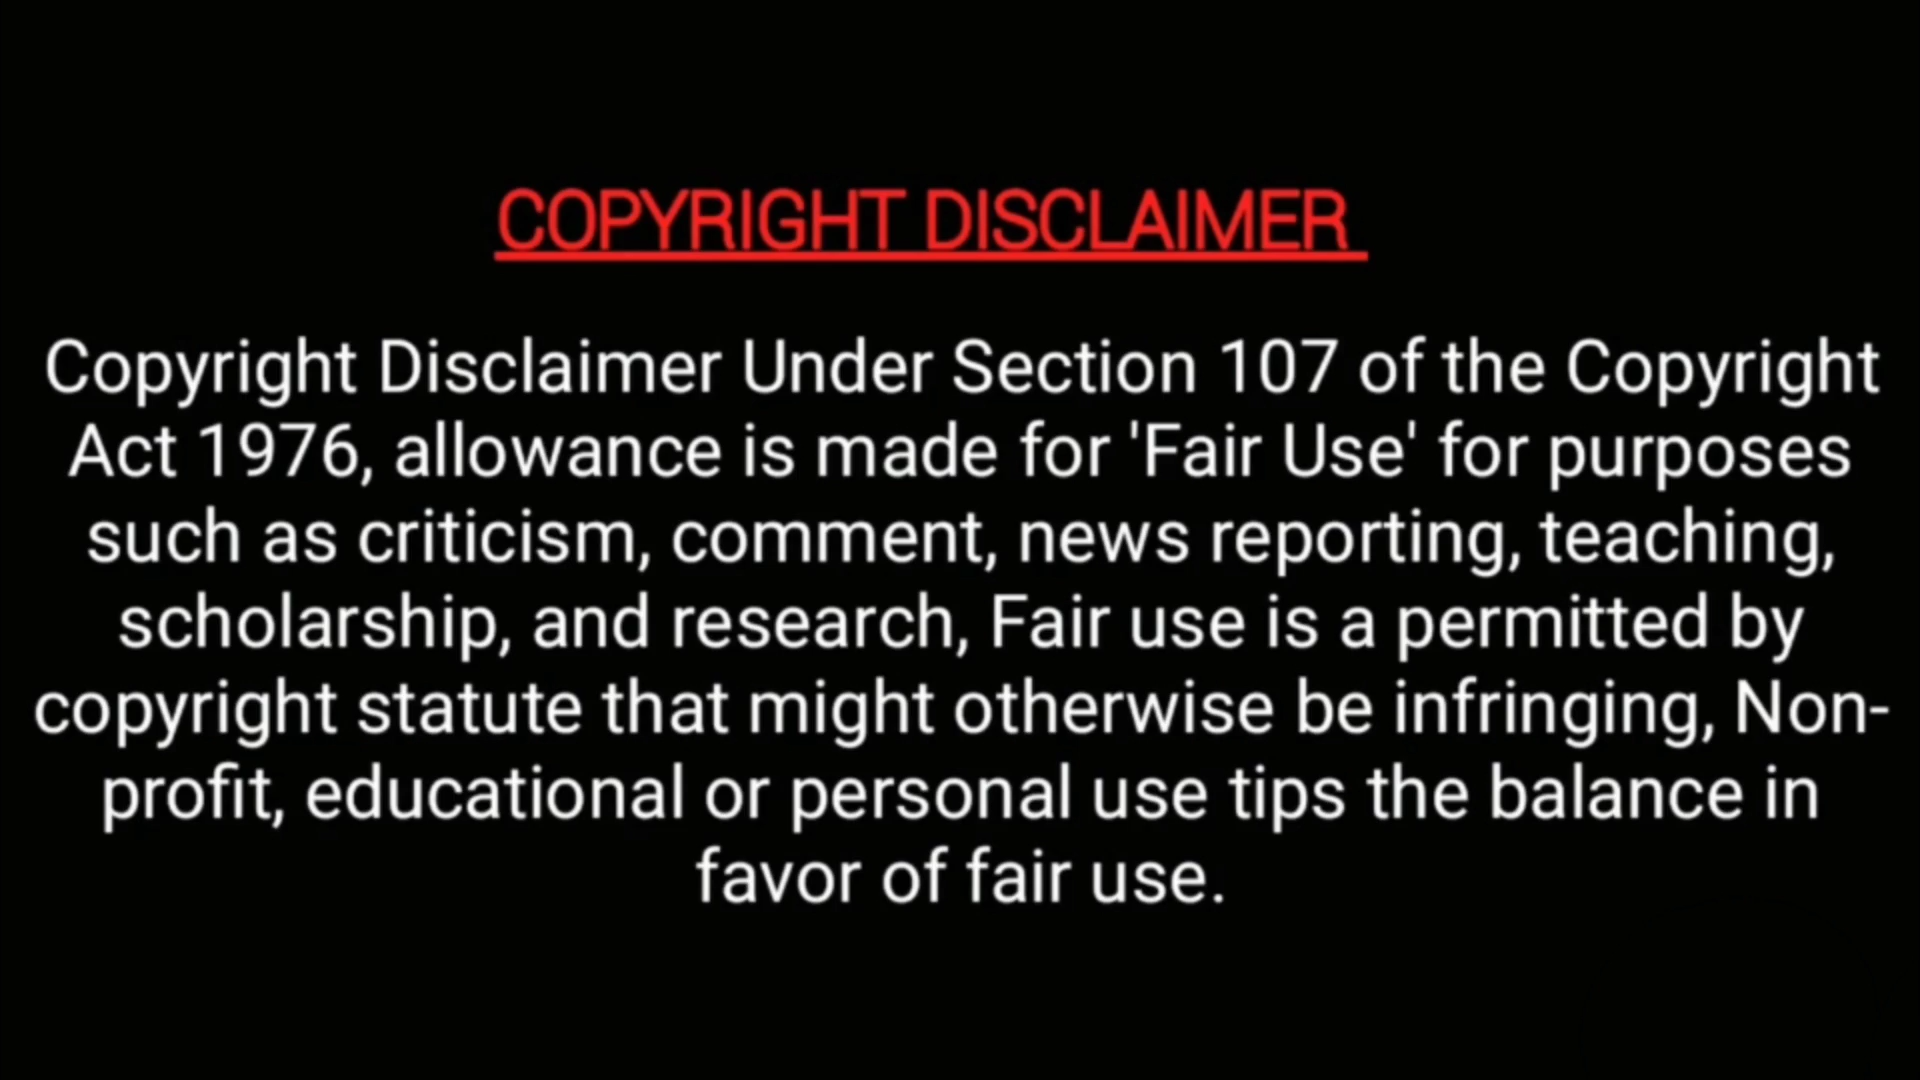 COPYRIGHT DISCLAIMER
Copyright Disclaimer Under Section 107 of the Copyright
Act 1976, allowance is made for 'Fair Use' for purposes
such as criticism, comment, news reporting, teaching,
scholarship, and research, Fair use is a permitted by
copyright statute that might otherwise be infringing, Non-
profit, educational or personal use tips the balance in
favor of fair use.